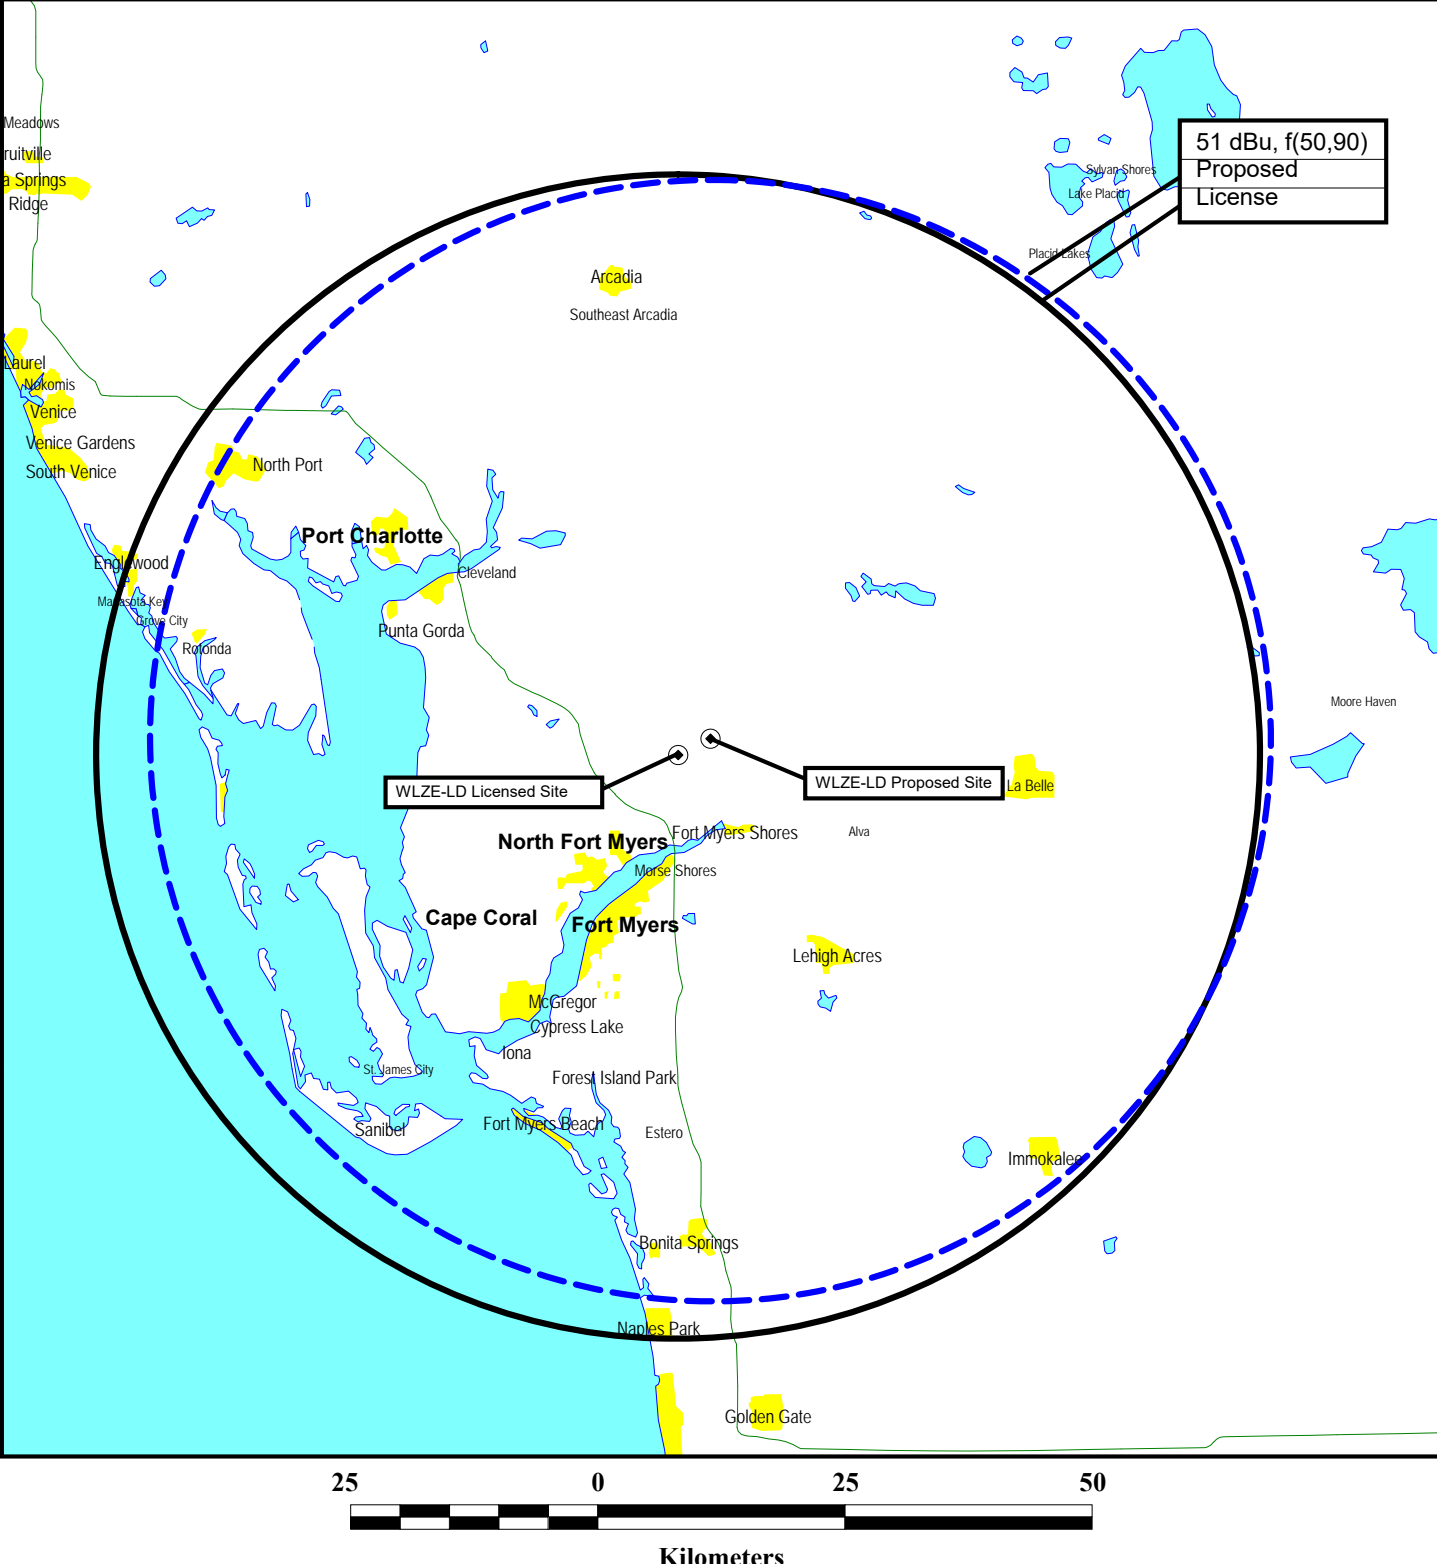 Meadows
ruitville
a Springs
Ridge
51 dBu, f(50,90)
Proposed
License
Sylvan Shores
Lake Placid
Placid Lakes
Arcadia
Southeast Arcadia
Laurel
Nokomis
Venice
Venice Gardens
South Venice
North Port
Port Charlotte
Englewood
Cleveland
Manasota Key
Grove City
Punta Gorda
Rotonda
Moore Haven
WLZE-LD Licensed Site
WLZE-LD Proposed Site
La Belle
North Fort Myers
Fort Myers Shores
Alva
Morse Shores
Cape Coral
Fort Myers
Lehigh Acres
McGregor
Cypress Lake
Iona
St. James City
Forest Island Park
Sanibel
Fort Myers Beach
Estero
Immokalee
Bonita Springs
Naples Park
Golden Gate
25 0 25 50
Kilometers